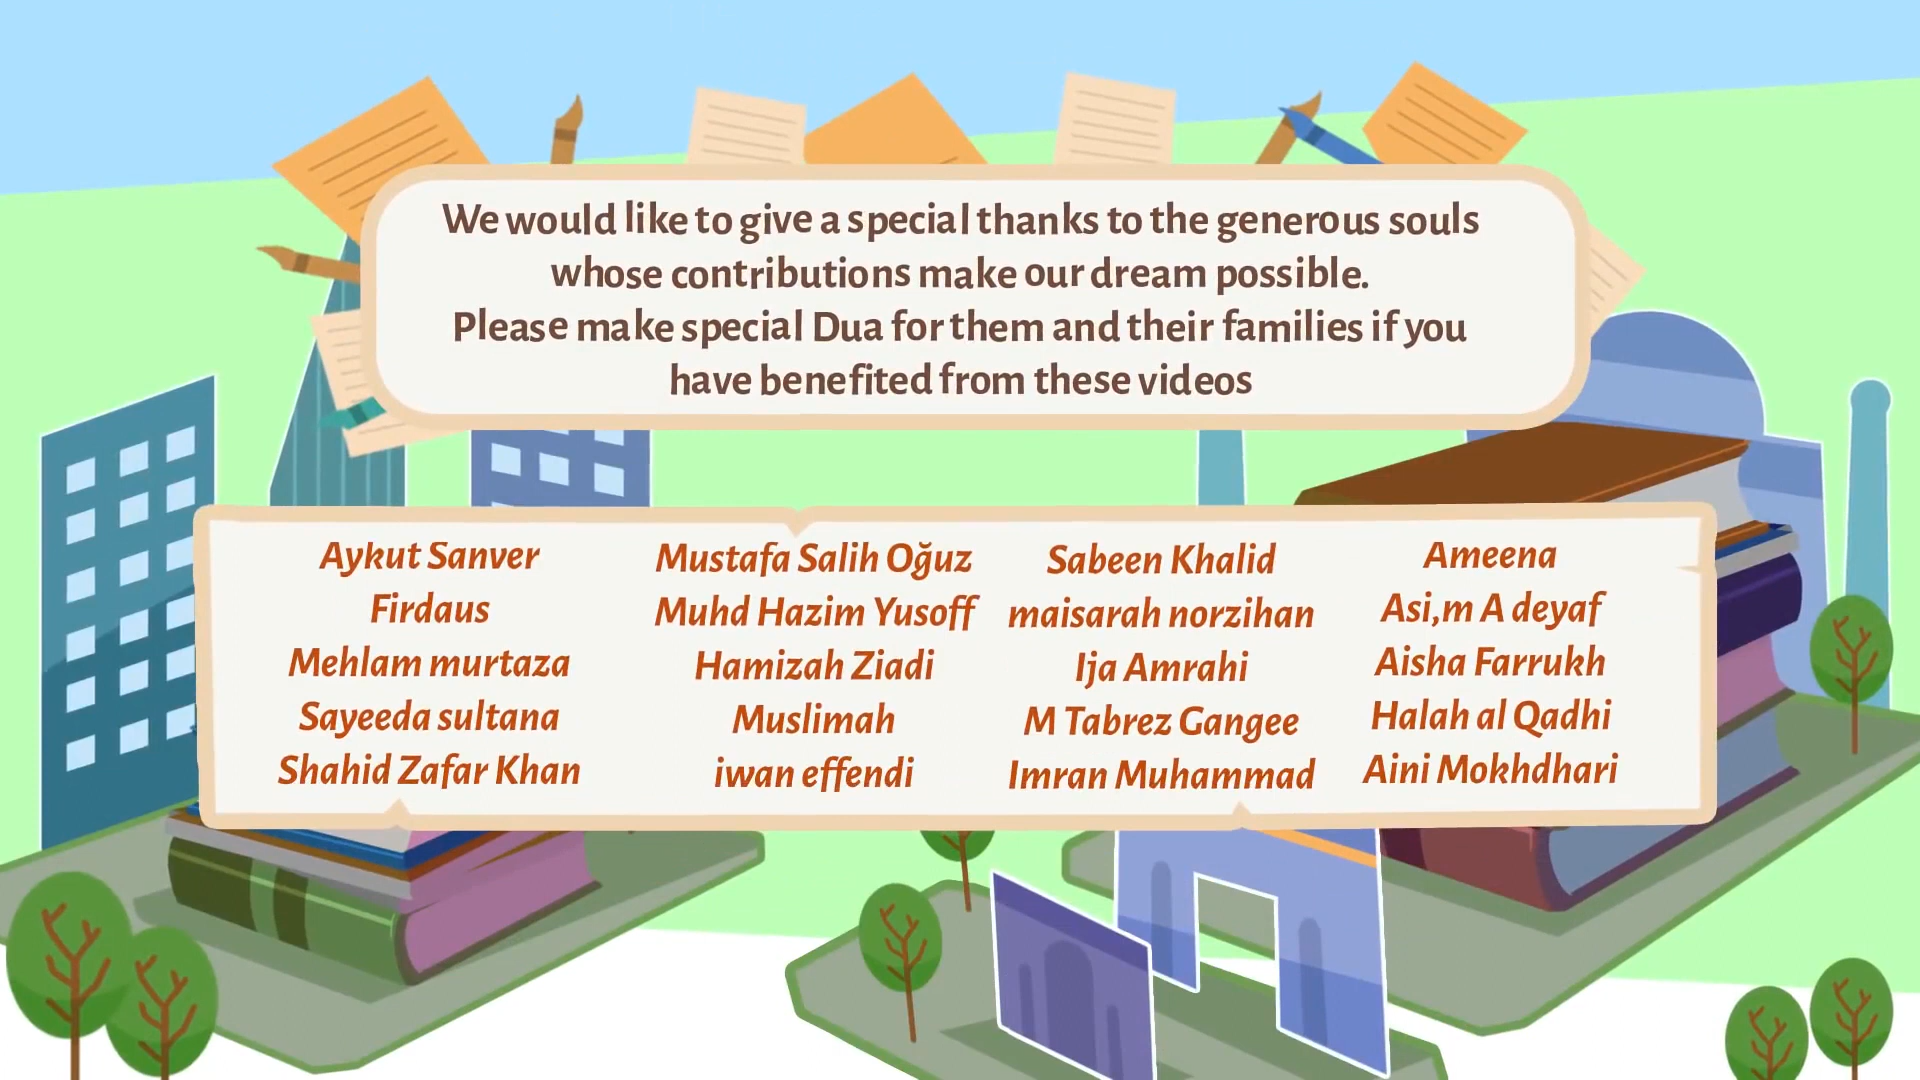 We would like to give a special thanks to the generous souls
whose contributions make our dream possible.
Please make special Dua for them and their families if you
have benefited from these videos
Aykut Sanver
Firdaus
Mehlam murtaza
Sayeeda sultana
Shahid Zafar Khan
Mustafa Salih Oğuz
Muhd Hazim Yusoff
Hamizah Ziadi
Muslimah
iwan effendi
Sabeen Khalid
maisarah norzihan
Ija Amrahi
M Tabrez Gangee
Imran Muhammad
Ameena
Asi,m A deyaf
Aisha Farrukh
Halah al Qadhi
Aini Mokhdhari